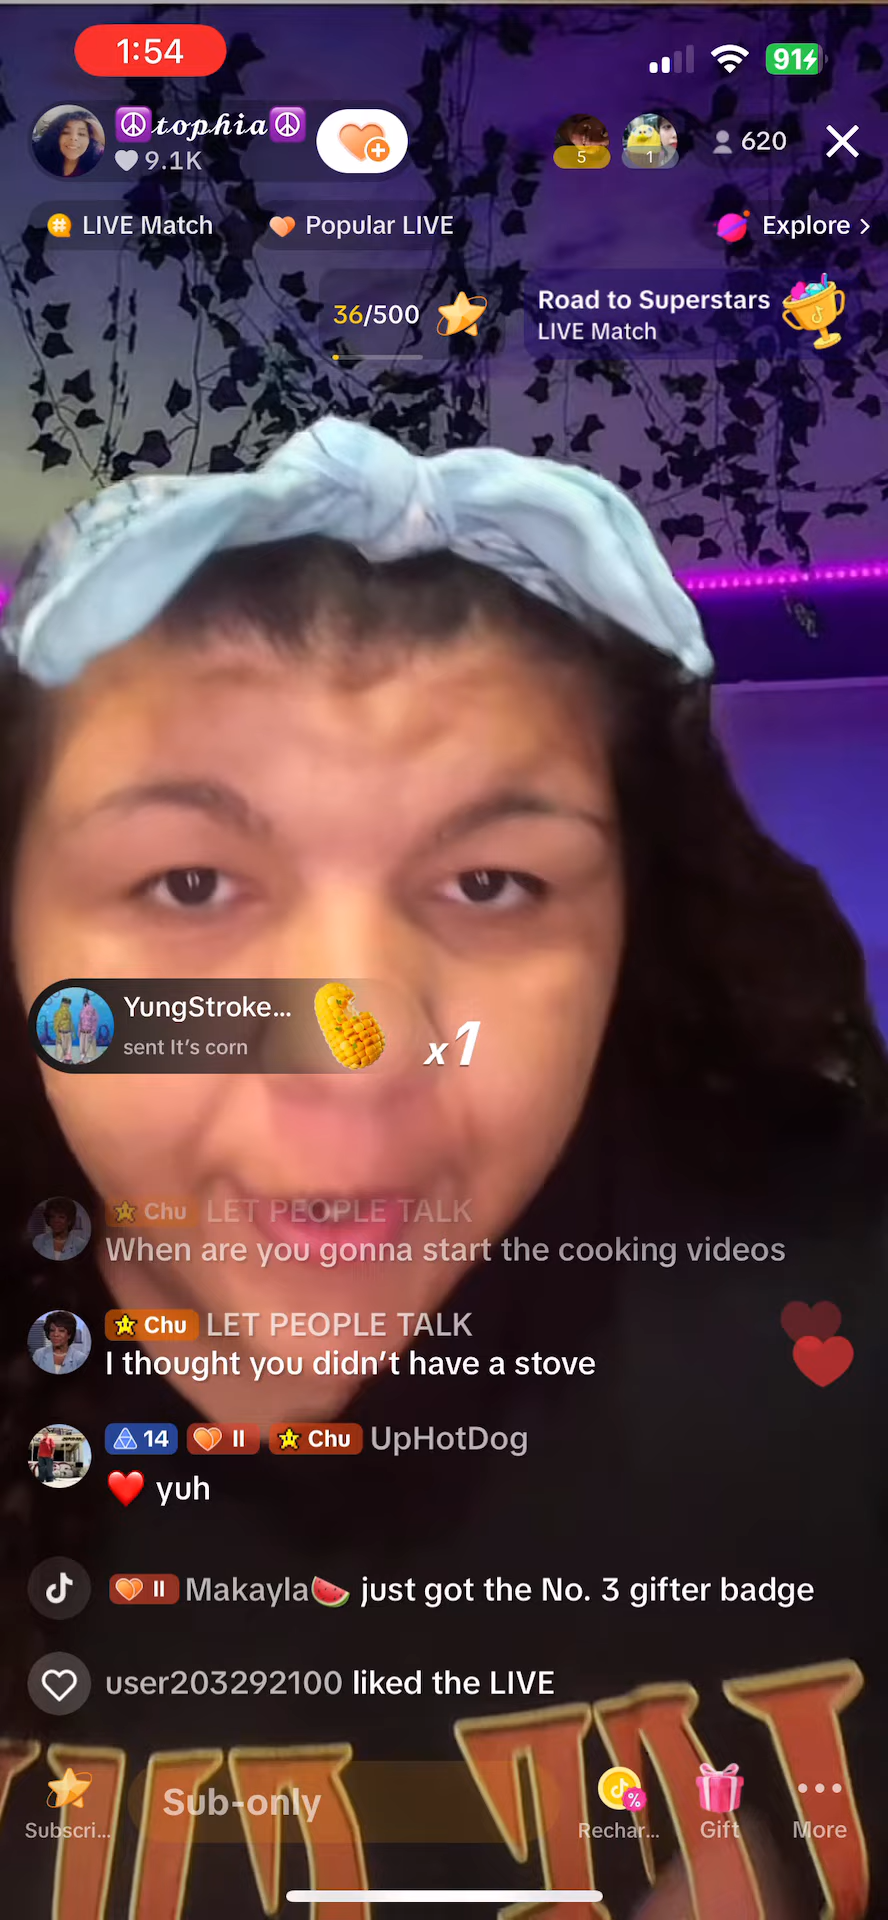 1:54
91
☮️tophia☮️
9.1K
5
1
620
LIVE Match
Popular LIVE
Explore >
36/500
Road to Superstars
LIVE Match
YungStroke...
sent It's corn
x1
Chu LET PEOPLE TALK
When are you gonna start the cooking videos
Chu LET PEOPLE TALK
I thought you didn't have a stove
14 II Chu UpHotDog
❤️ yuh
II Makayla🍉 just got the No. 3 gifter badge
user203292100 liked the LIVE
Sub-only
Subscri...
Rechar...
Gift
More